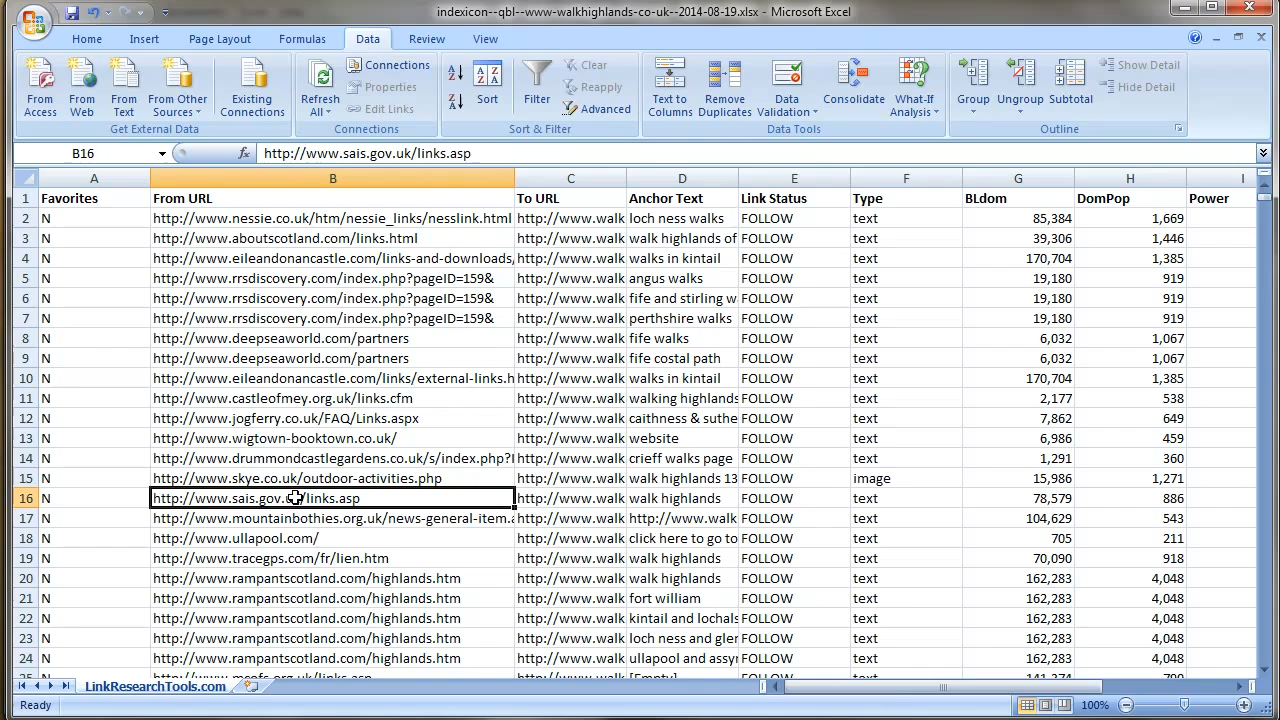 indexicon--qbl--www-walkhighlands-co-uk--2014-08-19.xlsx - Microsoft Excel
Home Insert Page Layout Formulas Data Review View
From Access From Web From Text From Other Sources Existing Connections
Get External Data
Refresh All Connections Properties Edit Links
Connections
Sort Filter Clear Reapply Advanced
Sort & Filter
Text to Columns Remove Duplicates Data Validation Consolidate What-If Analysis
Data Tools
Group Ungroup Subtotal Show Detail Hide Detail
Outline
B16 fx http://www.sais.gov.uk/links.asp
A B C D E F G H I
1 Favorites From URL To URL Anchor Text Link Status Type BLdom DomPop Power
2 N http://www.nessie.co.uk/htm/nessie_links/nesslink.html http://www.walk loch ness walks FOLLOW text 85,384 1,669
3 N http://www.aboutscotland.com/links.html http://www.walk walk highlands of FOLLOW text 39,306 1,446
4 N http://www.eileandonancastle.com/links-and-downloads/ http://www.walk walks in kintail FOLLOW text 170,704 1,385
5 N http://www.rrsdiscovery.com/index.php?pageID=159& http://www.walk angus walks FOLLOW text 19,180 919
6 N http://www.rrsdiscovery.com/index.php?pageID=159& http://www.walk fife and stirling w FOLLOW text 19,180 919
7 N http://www.rrsdiscovery.com/index.php?pageID=159& http://www.walk perthshire walks FOLLOW text 19,180 919
8 N http://www.deepseaworld.com/partners http://www.walk fife walks FOLLOW text 6,032 1,067
9 N http://www.deepseaworld.com/partners http://www.walk fife costal path FOLLOW text 6,032 1,067
10 N http://www.eileandonancastle.com/links/external-links.h http://www.walk walks in kintail FOLLOW text 170,704 1,385
11 N http://www.castleofmey.org.uk/links.cfm http://www.walk walking highlands FOLLOW text 2,177 538
12 N http://www.jogferry.co.uk/FAQ/Links.aspx http://www.walk caithness & suthe FOLLOW text 7,862 649
13 N http://www.wigtown-booktown.co.uk/ http://www.walk website FOLLOW text 6,986 459
14 N http://www.drummondcastlegardens.co.uk/s/index.php?I http://www.walk crieff walks page FOLLOW text 1,291 360
15 N http://www.skye.co.uk/outdoor-activities.php http://www.walk walk highlands 13 FOLLOW image 15,986 1,271
16 N http://www.sais.gov.uk/links.asp http://www.walk walk highlands FOLLOW text 78,579 886
17 N http://www.mountainbothies.org.uk/news-general-item.a http://www.walk http://www.walk FOLLOW text 104,629 543
18 N http://www.ullapool.com/ http://www.walk click here to go to FOLLOW text 705 211
19 N http://www.tracegps.com/fr/lien.htm http://www.walk walk highlands FOLLOW text 70,090 918
20 N http://www.rampantscotland.com/highlands.htm http://www.walk walk highlands FOLLOW text 162,283 4,048
21 N http://www.rampantscotland.com/highlands.htm http://www.walk fort william FOLLOW text 162,283 4,048
22 N http://www.rampantscotland.com/highlands.htm http://www.walk kintail and lochals FOLLOW text 162,283 4,048
23 N http://www.rampantscotland.com/highlands.htm http://www.walk loch ness and gler FOLLOW text 162,283 4,048
24 N http://www.rampantscotland.com/highlands.htm http://www.walk ullapool and assyr FOLLOW text 162,283 4,048
LinkResearchTools.com
Ready 100%